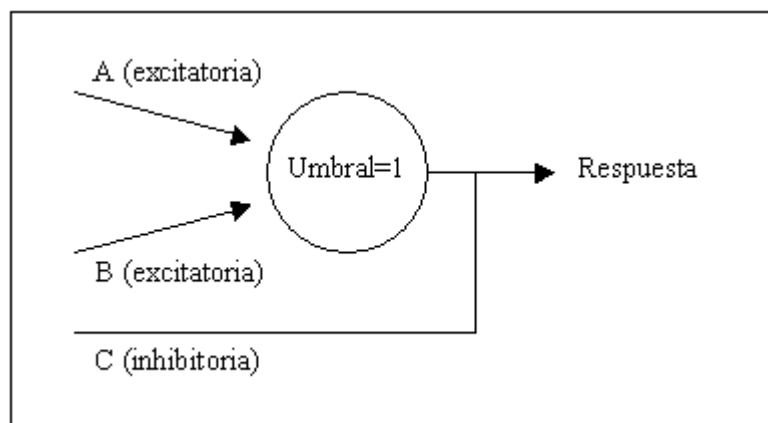 A (excitatoria)
Umbral=1
Respuesta
B (excitatoria)
C (inhibitoria)